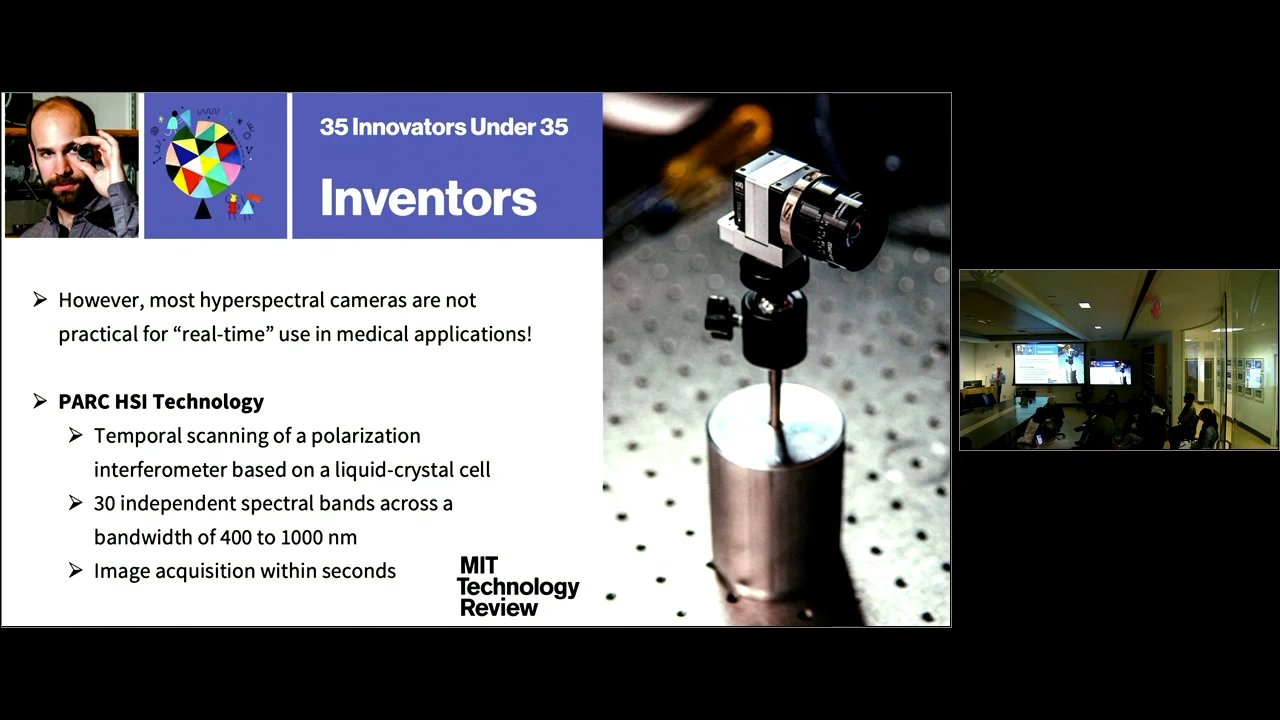 35 Innovators Under 35
Inventors
➢ However, most hyperspectral cameras are not
practical for “real-time” use in medical applications!
➢ PARC HSI Technology
➢ Temporal scanning of a polarization
interferometer based on a liquid-crystal cell
➢ 30 independent spectral bands across a
bandwidth of 400 to 1000 nm
➢ Image acquisition within seconds
MIT
Technology
Review